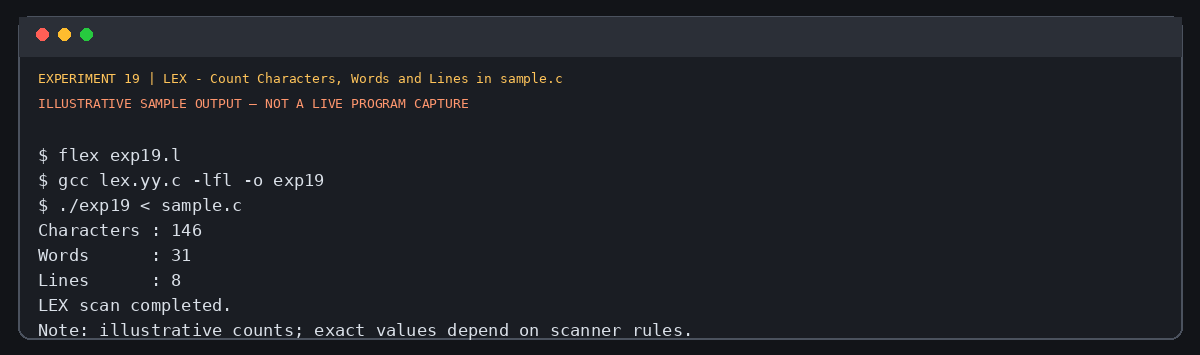 EXPERIMENT 19 | LEX - Count Characters, Words and Lines in sample.c
ILLUSTRATIVE SAMPLE OUTPUT — NOT A LIVE PROGRAM CAPTURE
$ flex exp19.l
$ gcc lex.yy.c -lfl -o exp19
$ ./exp19 < sample.c
Characters : 146
Words      : 31
Lines      : 8
LEX scan completed.
Note: illustrative counts; exact values depend on scanner rules.